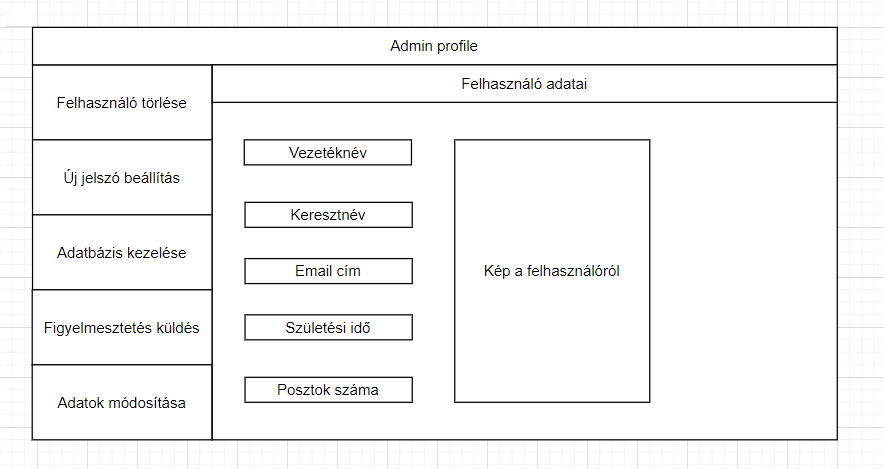 Admin profile
Felhasználó törlése
Új jelszó beállítás
Adatbázis kezelése
Figyelmesztetés küldés
Adatok módosítása
Felhasználó adatai
Vezetéknév
Keresztnév
Email cím
Születési idő
Posztok száma
Kép a felhasználóról